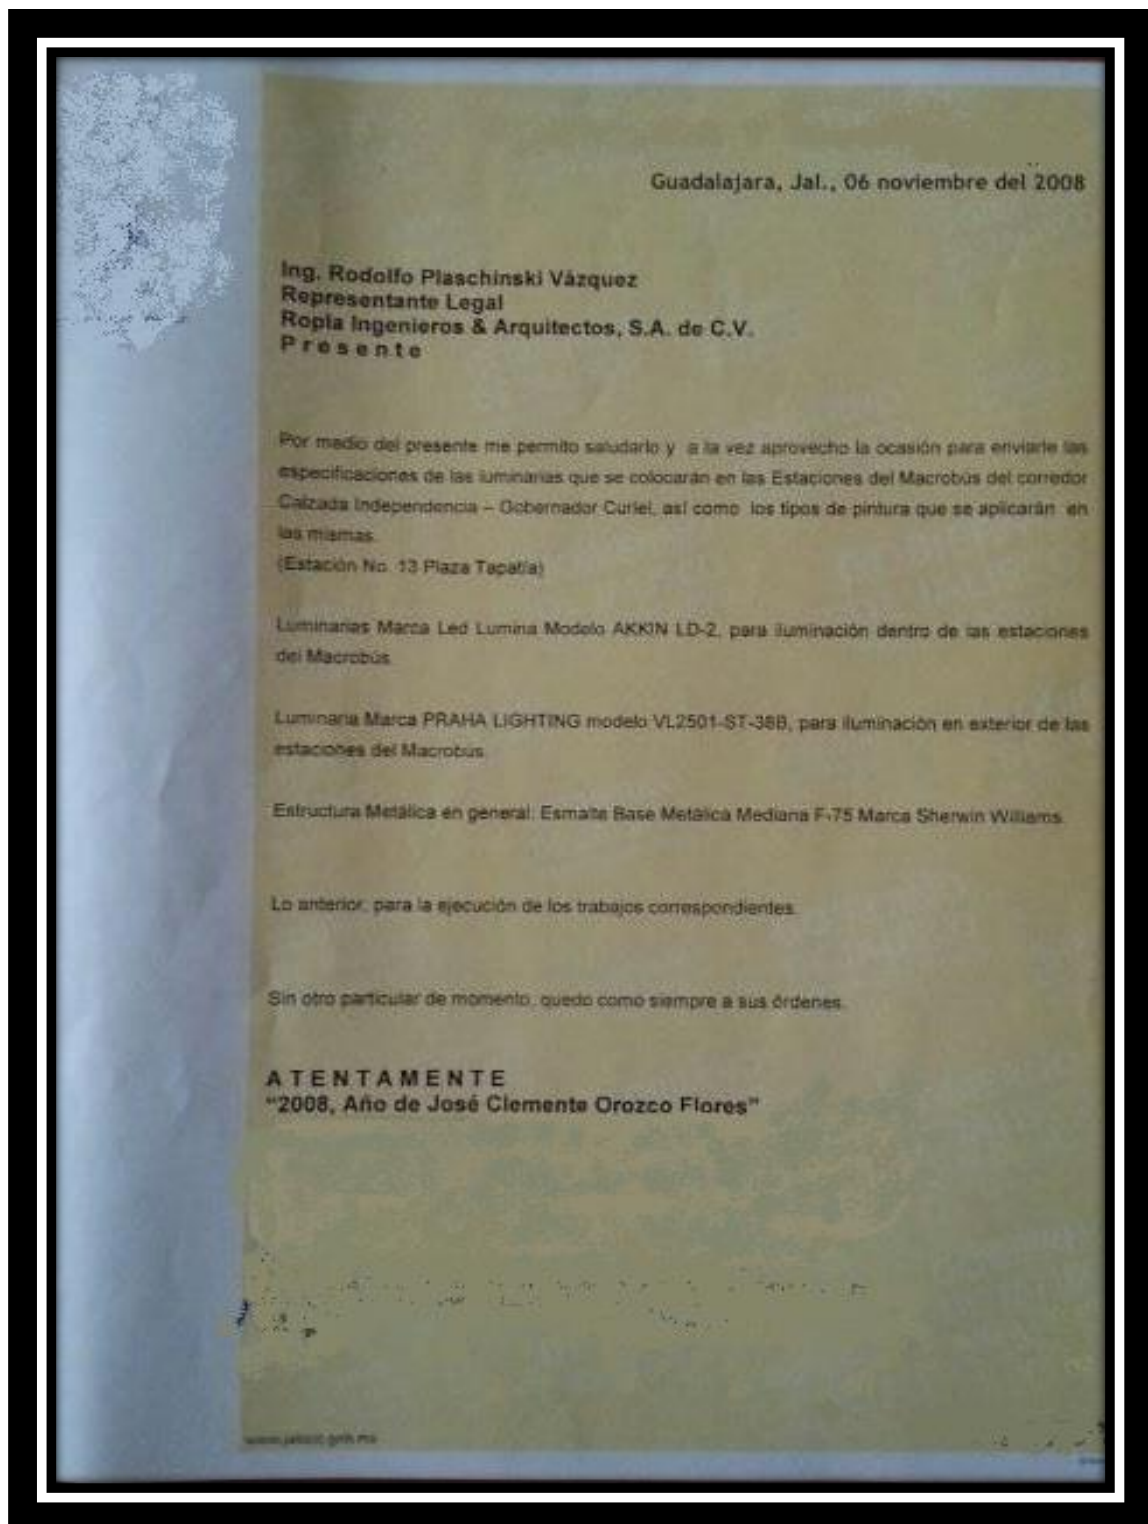 Guadalajara, Jal., 06 noviembre del 2008
Ing. Rodolfo Plaschinski Vázquez
Representante Legal
Ropla Ingenieros & Arquitectos, S.A. de C.V.
P r e s e n t e
Por medio del presente me permito saludarlo y a la vez aprovecho la ocasión para enviarle las
especificaciones de las luminarias que se colocarán en las Estaciones del Macrobús del corredor
Calzada Independencia – Gobernador Curiel, así como los tipos de pintura que se aplicarán en
las mismas.
(Estación No. 13 Plaza Tapatía)
Luminarias Marca Led Lumina Modelo AKKIN LD-2, para iluminación dentro de las estaciones
del Macrobús.
Luminaria Marca PRAHA LIGHTING modelo VL2501-ST-38B, para iluminación en exterior de las
estaciones del Macrobús.
Estructura Metálica en general: Esmalte Base Metálica Mediana F-75 Marca Sherwin Williams.
Lo anterior, para la ejecución de los trabajos correspondientes.
Sin otro particular de momento, quedo como siempre a sus órdenes.
A T E N T A M E N T E
"2008, Año de José Clemente Orozco Flores"
www.jalisco.gob.mx